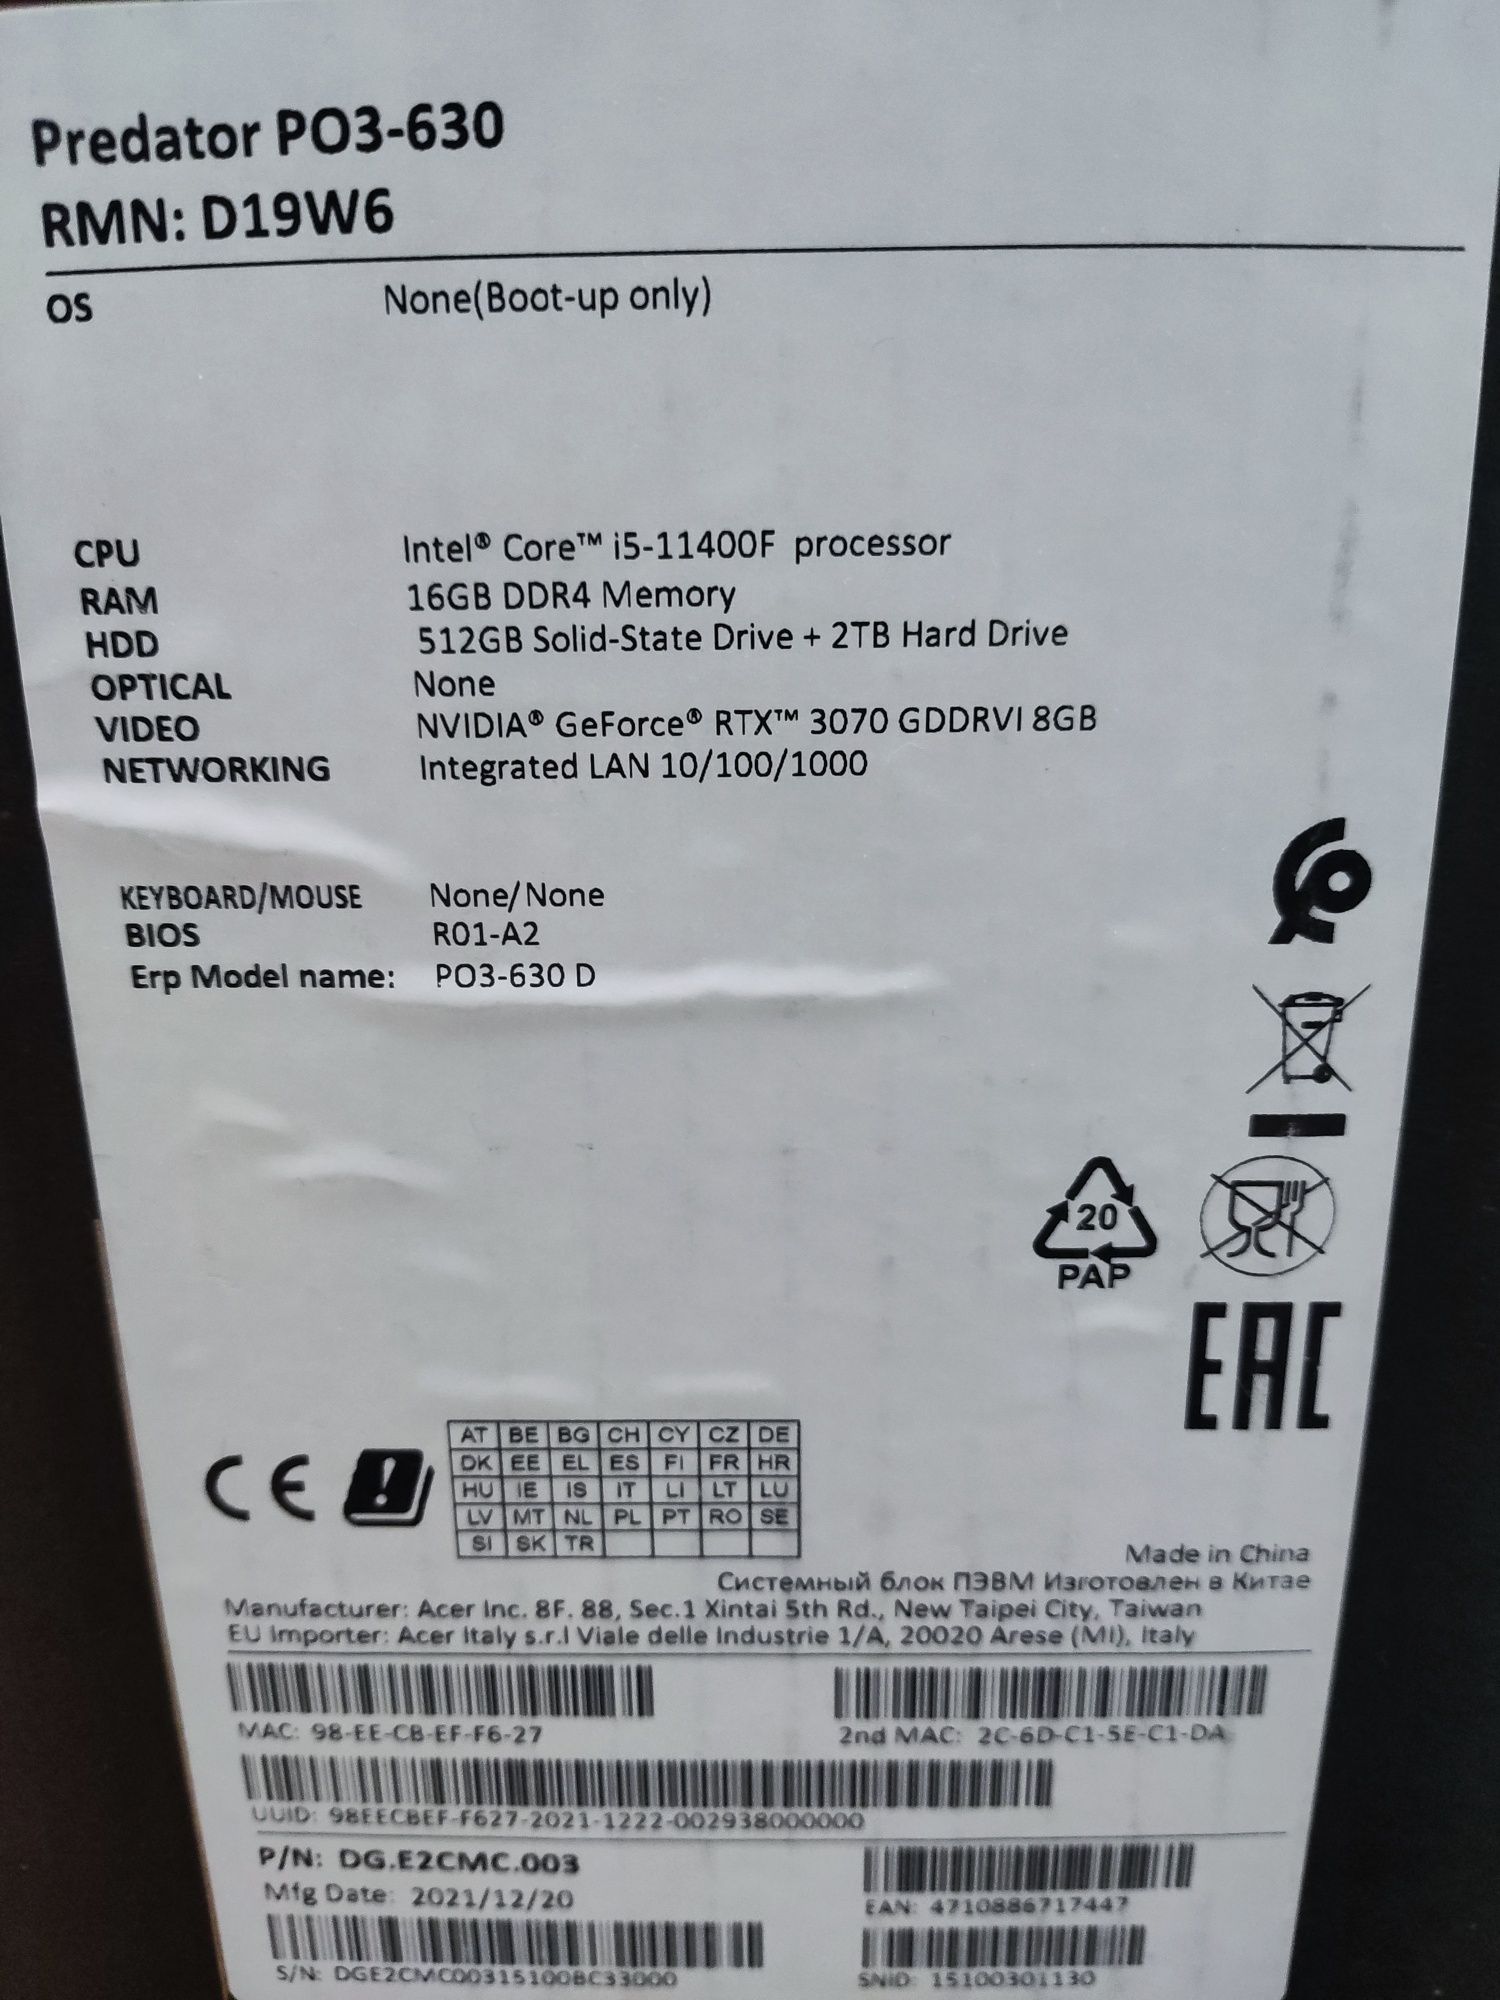 Predator PO3-630
RMN: D19W6
OS None(Boot-up only)
CPU Intel® Core™ i5-11400F processor
RAM 16GB DDR4 Memory
HDD 512GB Solid-State Drive + 2TB Hard Drive
OPTICAL None
VIDEO NVIDIA® GeForce® RTX™ 3070 GDDRVI 8GB
NETWORKING Integrated LAN 10/100/1000
KEYBOARD/MOUSE None/None
BIOS R01-A2
Erp Model name: PO3-630 D
20
PAP
EAC
CE
AT BE BG CH CY CZ DE
DK EE EL ES FI FR HR
HU IE IS IT LI LT LU
LV MT NL PL PT RO SE
SI SK TR
Made in China
Системный блок ПЭВМ Изготовлен в Китае
Manufacturer: Acer Inc. 8F. 88, Sec.1 Xintai 5th Rd., New Taipei City, Taiwan
EU Importer: Acer Italy s.r.l Viale delle Industrie 1/A, 20020 Arese (MI), Italy
MAC: 98-EE-CB-EF-F6-27 2nd MAC: 2C-6D-C1-5E-C1-DA
UUID: 98EECBEF-F627-2021-1222-002938000000
P/N: DG.E2CMC.003
Mfg Date: 2021/12/20 EAN: 4710886717447
S/N: DGE2CMC00315100BC33000 SNID: 15100301130